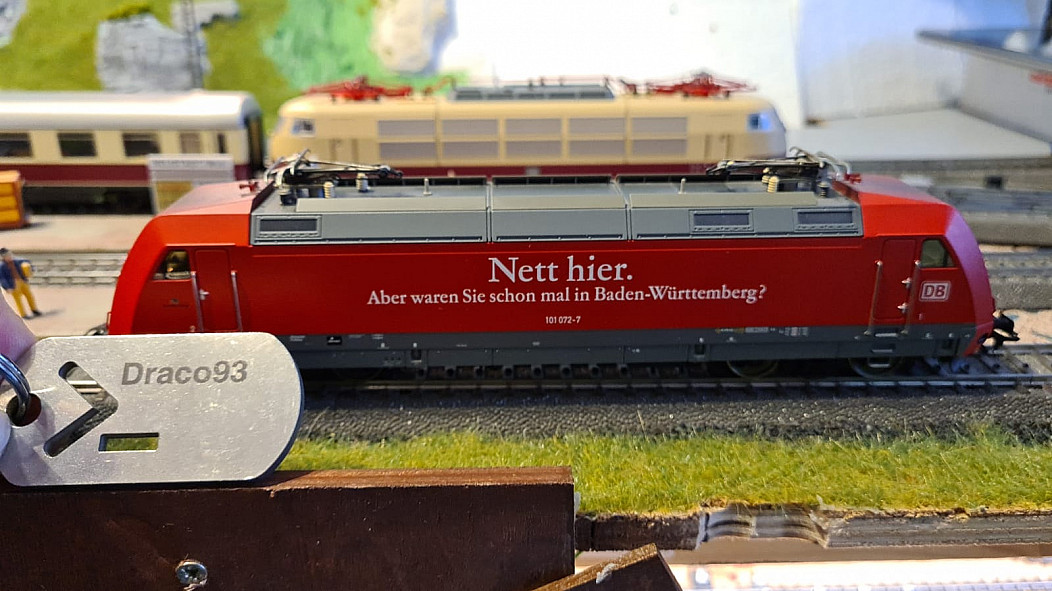 Nett hier.
Aber waren Sie schon mal in Baden-Württemberg?
101 072-7
DB
Draco93